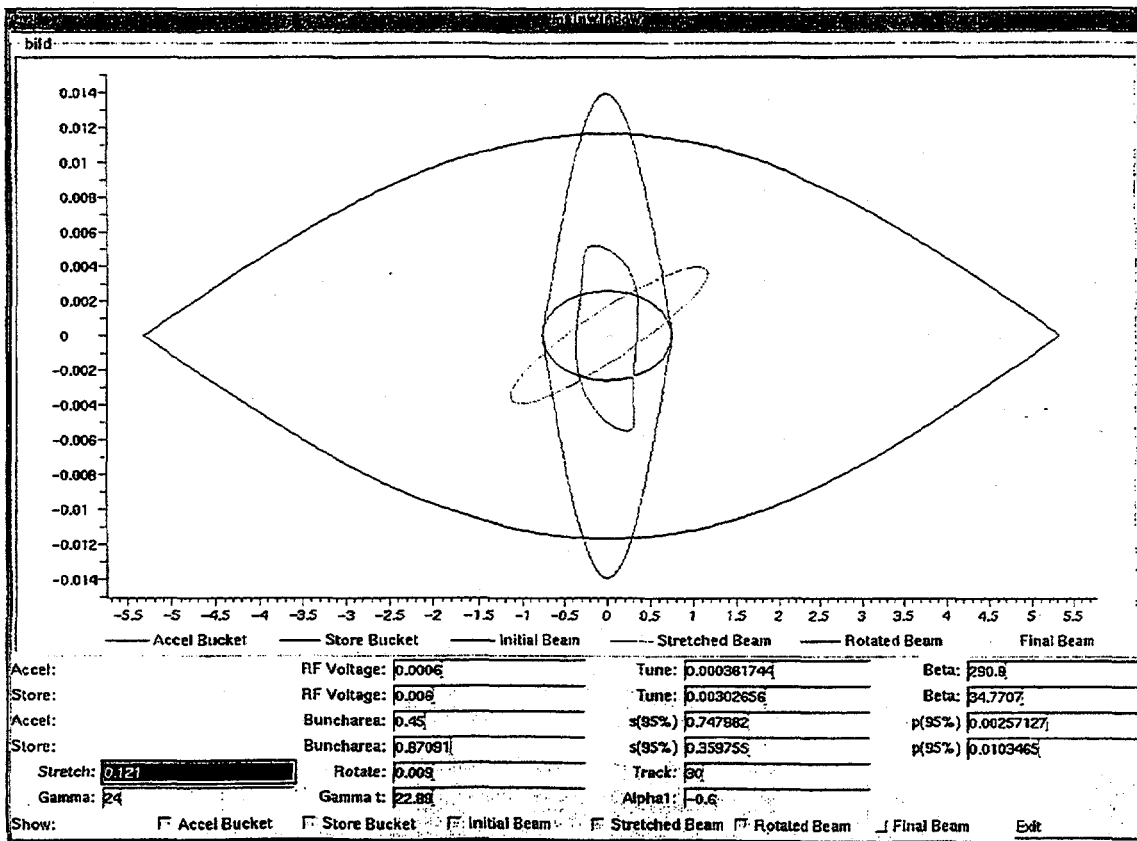 bild
0.014
0.012
0.01
0.008
0.006
0.004
0.002
0
-0.002
-0.004
-0.006
-0.008
-0.01
-0.012
-0.014
-5.5 -5 -4.5 -4 -3.5 -3 -2.5 -2 -1.5 -1 -0.5 0 0.5 1 1.5 2 2.5 3 3.5 4 4.5 5 5.5
Accel Bucket Store Bucket Initial Beam Stretched Beam Rotated Beam Final Beam
Accel: RF Voltage: 0.0006 Tune: 0.000361744 Beta: 290.9
Store: RF Voltage: 0.006 Tune: 0.00302656 Beta: 34.7707
Accel: Buncharea: 0.45 s(95%) 0.747982 p(95%) 0.00257127
Store: Buncharea: 0.87091 s(95%) 0.359755 p(95%) 0.0103465
Stretch: 0.121 Rotate: 0.009 Track: 30
Gamma: 24 Gamma t: 22.89 Alpha1: -0.6
Show: Accel Bucket Store Bucket Initial Beam Stretched Beam Rotated Beam Final Beam Exit